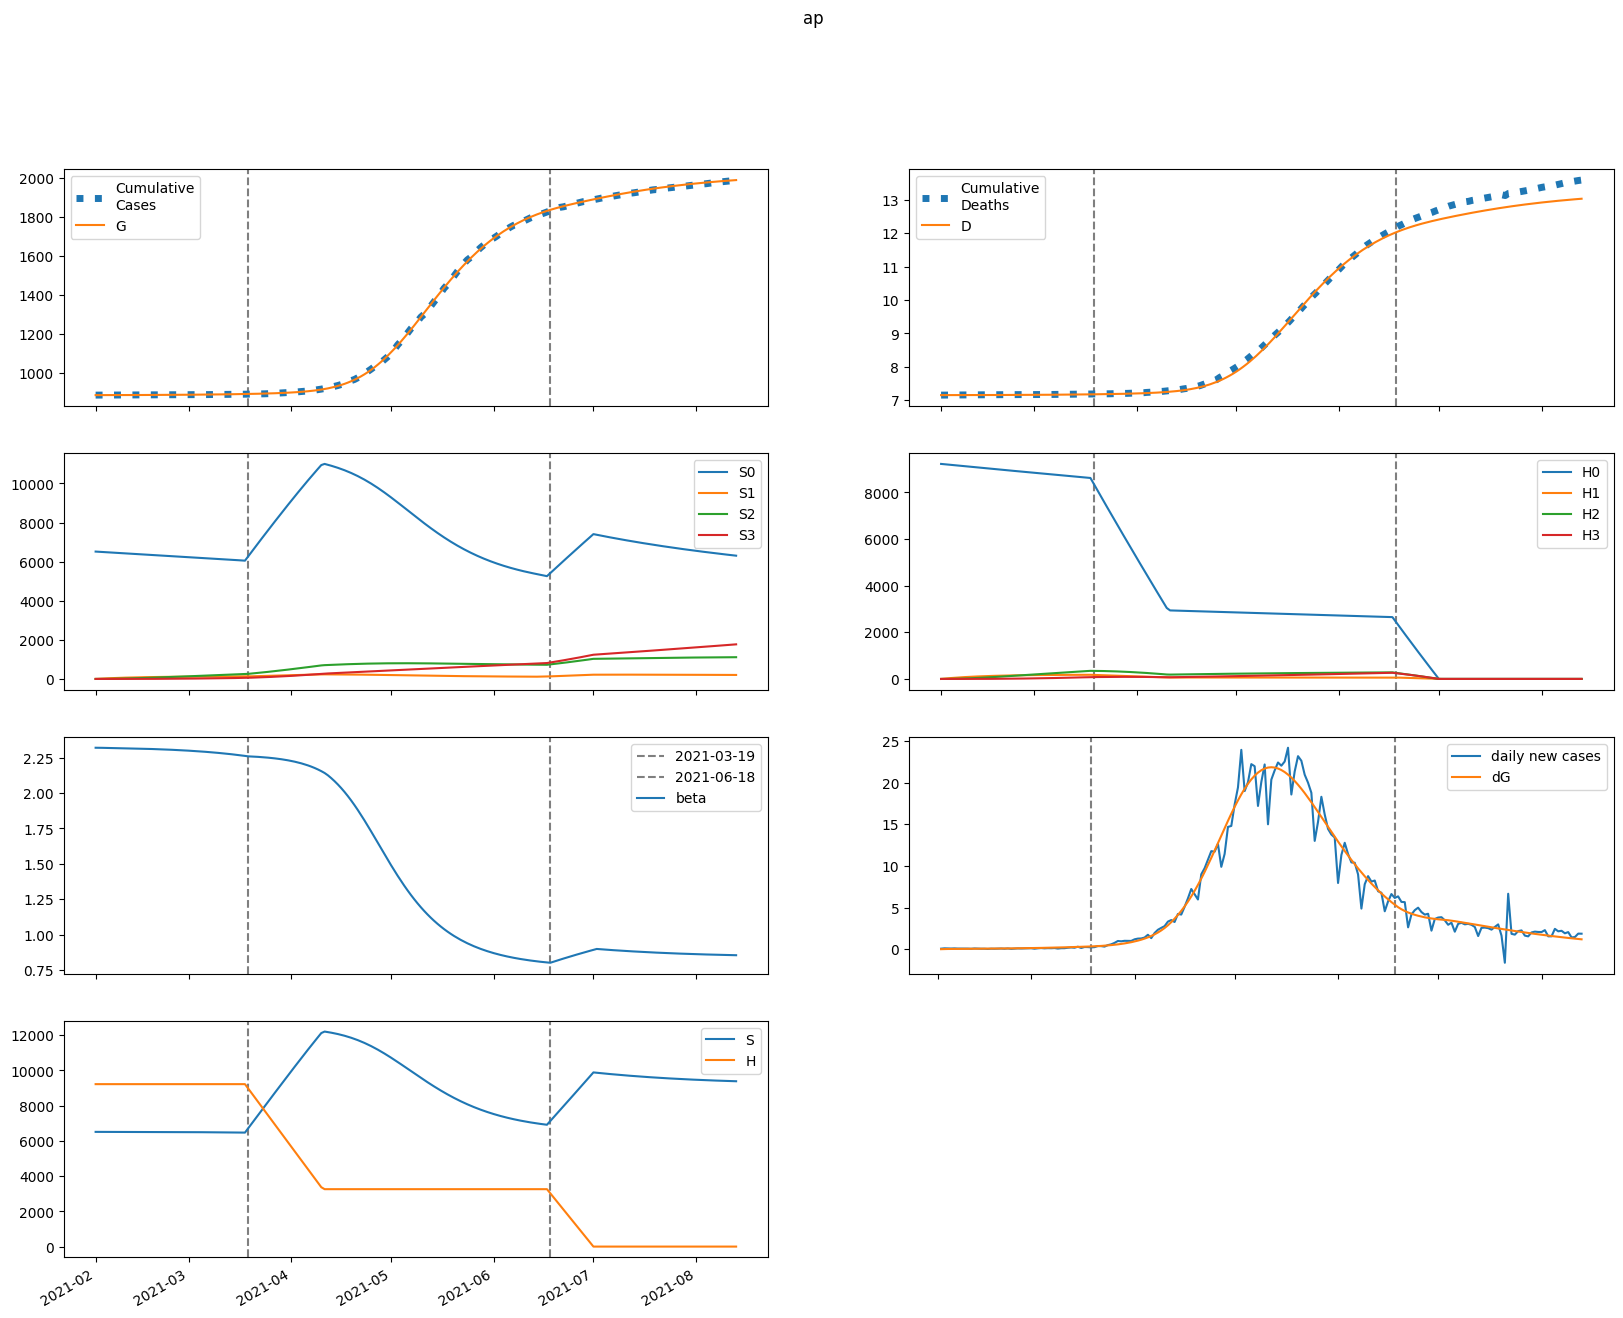 ap
2000
1800
1600
1400
1200
1000
Cumulative
Cases
G
13
12
11
10
9
8
7
Cumulative
Deaths
D
10000
8000
6000
4000
2000
0
S0
S1
S2
S3
8000
6000
4000
2000
0
H0
H1
H2
H3
2.25
2.00
1.75
1.50
1.25
1.00
0.75
2021-03-19
2021-06-18
beta
25
20
15
10
5
0
daily new cases
dG
12000
10000
8000
6000
4000
2000
0
S
H
2021-02
2021-03
2021-04
2021-05
2021-06
2021-07
2021-08